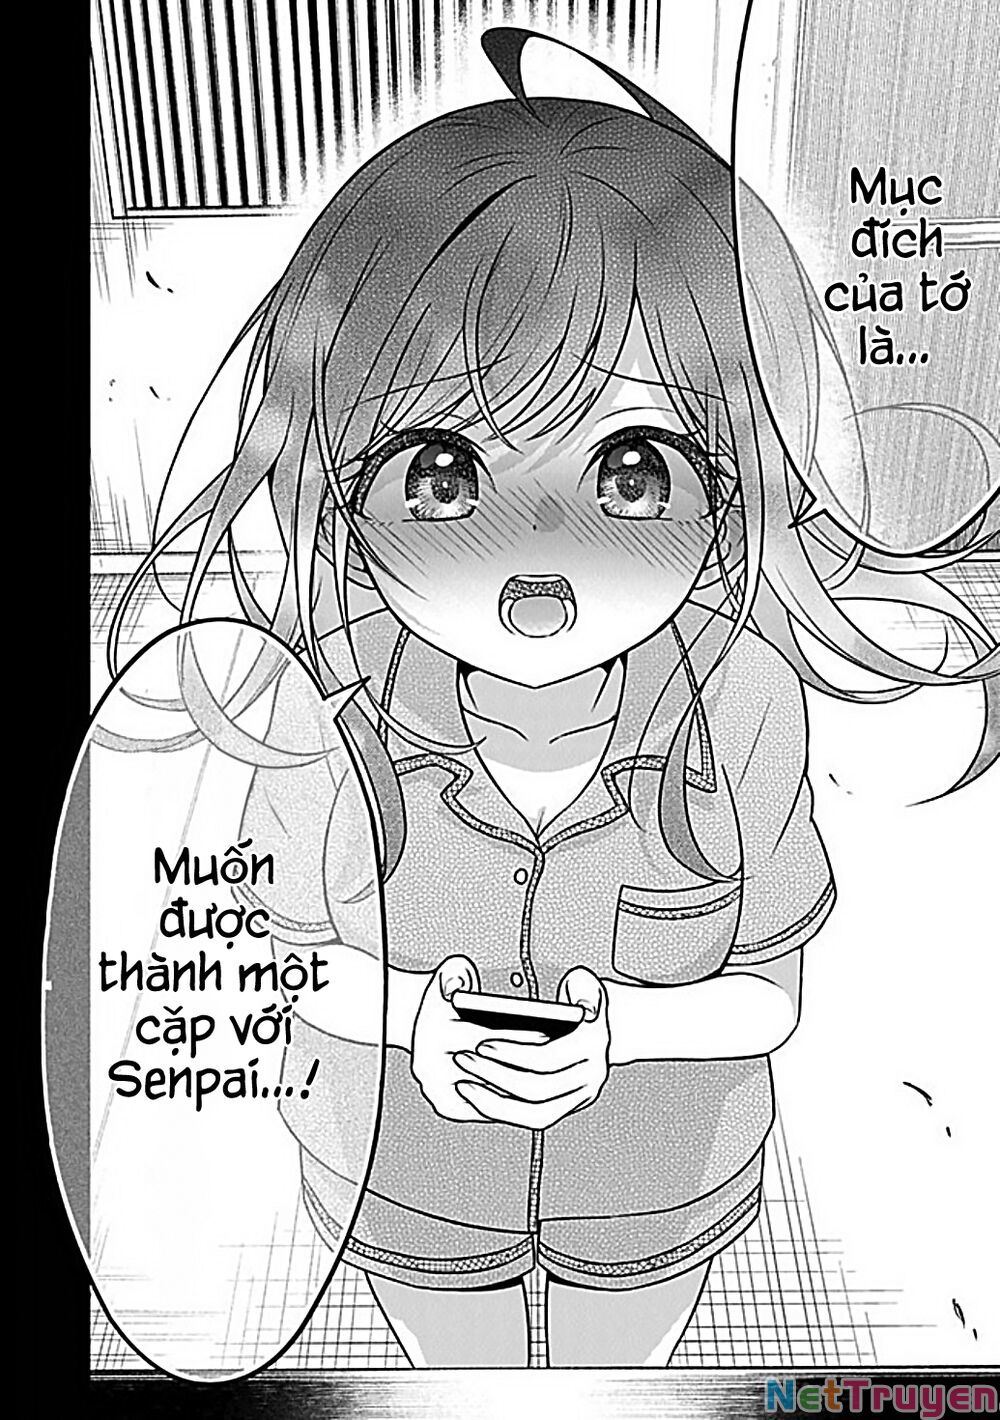 Mục
đích
của tớ
là...
Muốn
được
thành một
cặp với
Senpai...!
NetTruyen